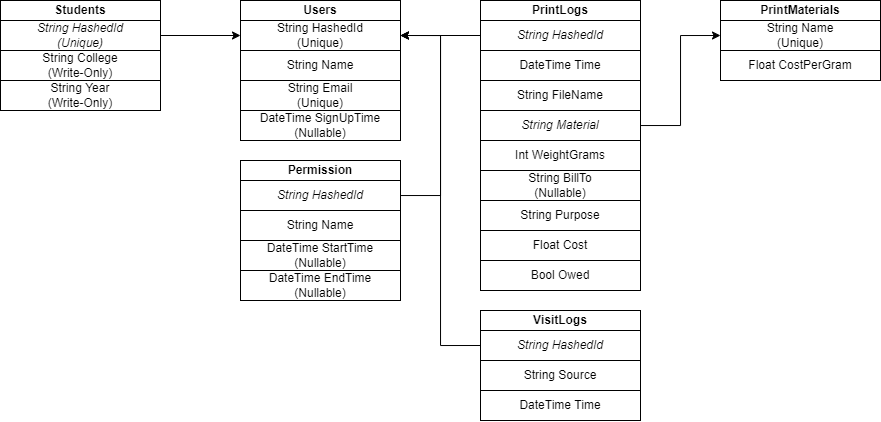 Students
String HashedId
(Unique)
String College
(Write-Only)
String Year
(Write-Only)
Users
String HashedId
(Unique)
String Name
String Email
(Unique)
DateTime SignUpTime
(Nullable)
Permission
String HashedId
String Name
DateTime StartTime
(Nullable)
DateTime EndTime
(Nullable)
PrintLogs
String HashedId
DateTime Time
String FileName
String Material
Int WeightGrams
String BillTo
(Nullable)
String Purpose
Float Cost
Bool Owed
VisitLogs
String HashedId
String Source
DateTime Time
PrintMaterials
String Name
(Unique)
Float CostPerGram